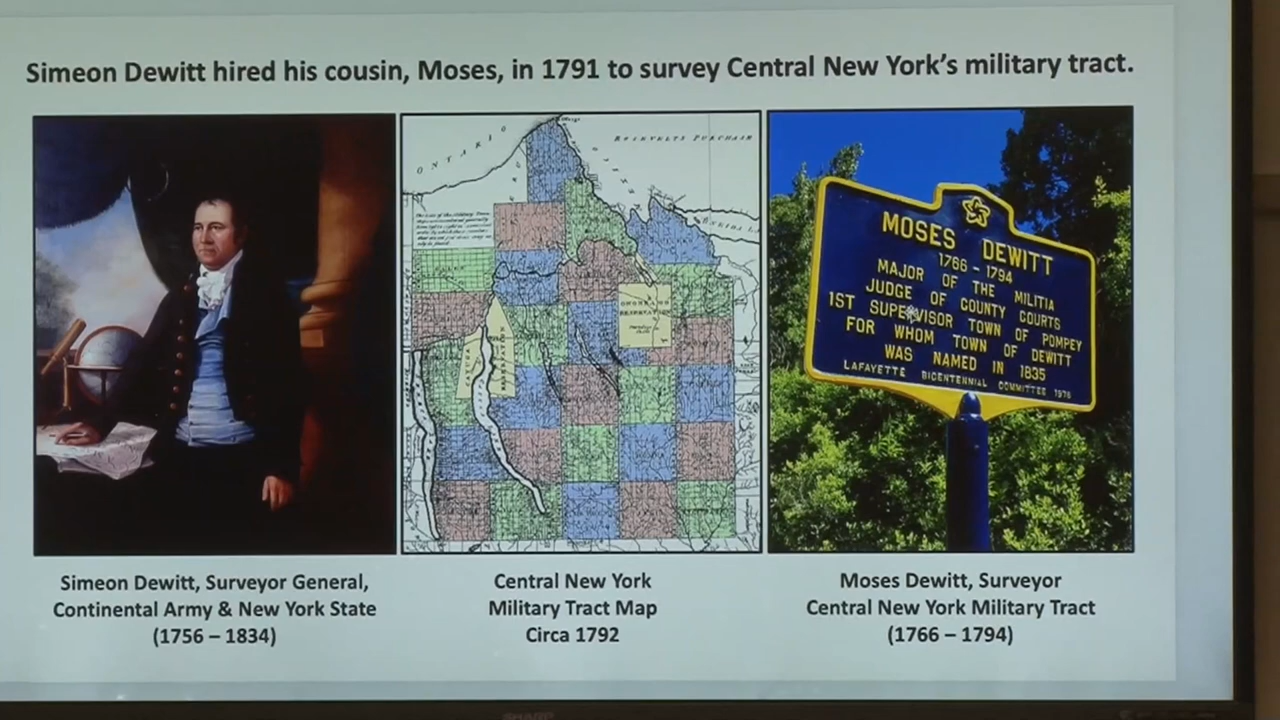 Simeon Dewitt hired his cousin, Moses, in 1791 to survey Central New York's military tract.
ONTARIO
ROSEVELTS PURCHASE
MOSES DEWITT
1766 - 1794
MAJOR OF THE MILITIA
JUDGE OF COUNTY COURTS
1ST SUPERVISOR TOWN OF POMPEY
FOR WHOM TOWN OF DEWITT
WAS NAMED IN 1835
LAFAYETTE BICENTENNIAL COMMITTEE 1976
Simeon Dewitt, Surveyor General,
Continental Army & New York State
(1756 – 1834)
Central New York
Military Tract Map
Circa 1792
Moses Dewitt, Surveyor
Central New York Military Tract
(1766 – 1794)
SHARP